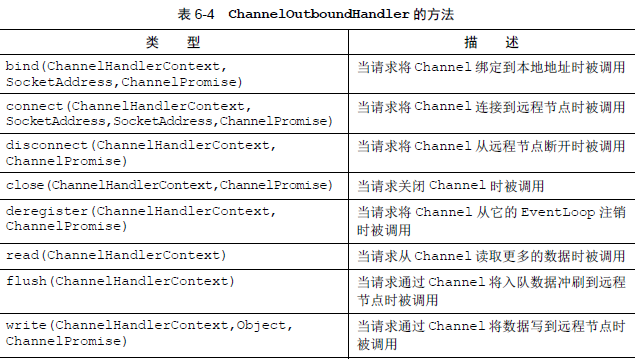 表 6-4 ChannelOutboundHandler 的方法
类 型 描 述
bind(ChannelHandlerContext, 当请求将 Channel 绑定到本地地址时被调用
SocketAddress,ChannelPromise)
connect(ChannelHandlerContext, 当请求将 Channel 连接到远程节点时被调用
SocketAddress,SocketAddress,ChannelPromise)
disconnect(ChannelHandlerContext, 当请求将 Channel 从远程节点断开时被调用
ChannelPromise)
close(ChannelHandlerContext,ChannelPromise) 当请求关闭 Channel 时被调用
deregister(ChannelHandlerContext, 当请求将 Channel 从它的 EventLoop 注销
ChannelPromise) 时被调用
read(ChannelHandlerContext) 当请求从 Channel 读取更多的数据时被调用
flush(ChannelHandlerContext) 当请求通过 Channel 将入队数据冲刷到远程
节点时被调用
write(ChannelHandlerContext,Object, 当请求通过 Channel 将数据写到远程节点时
ChannelPromise) 被调用